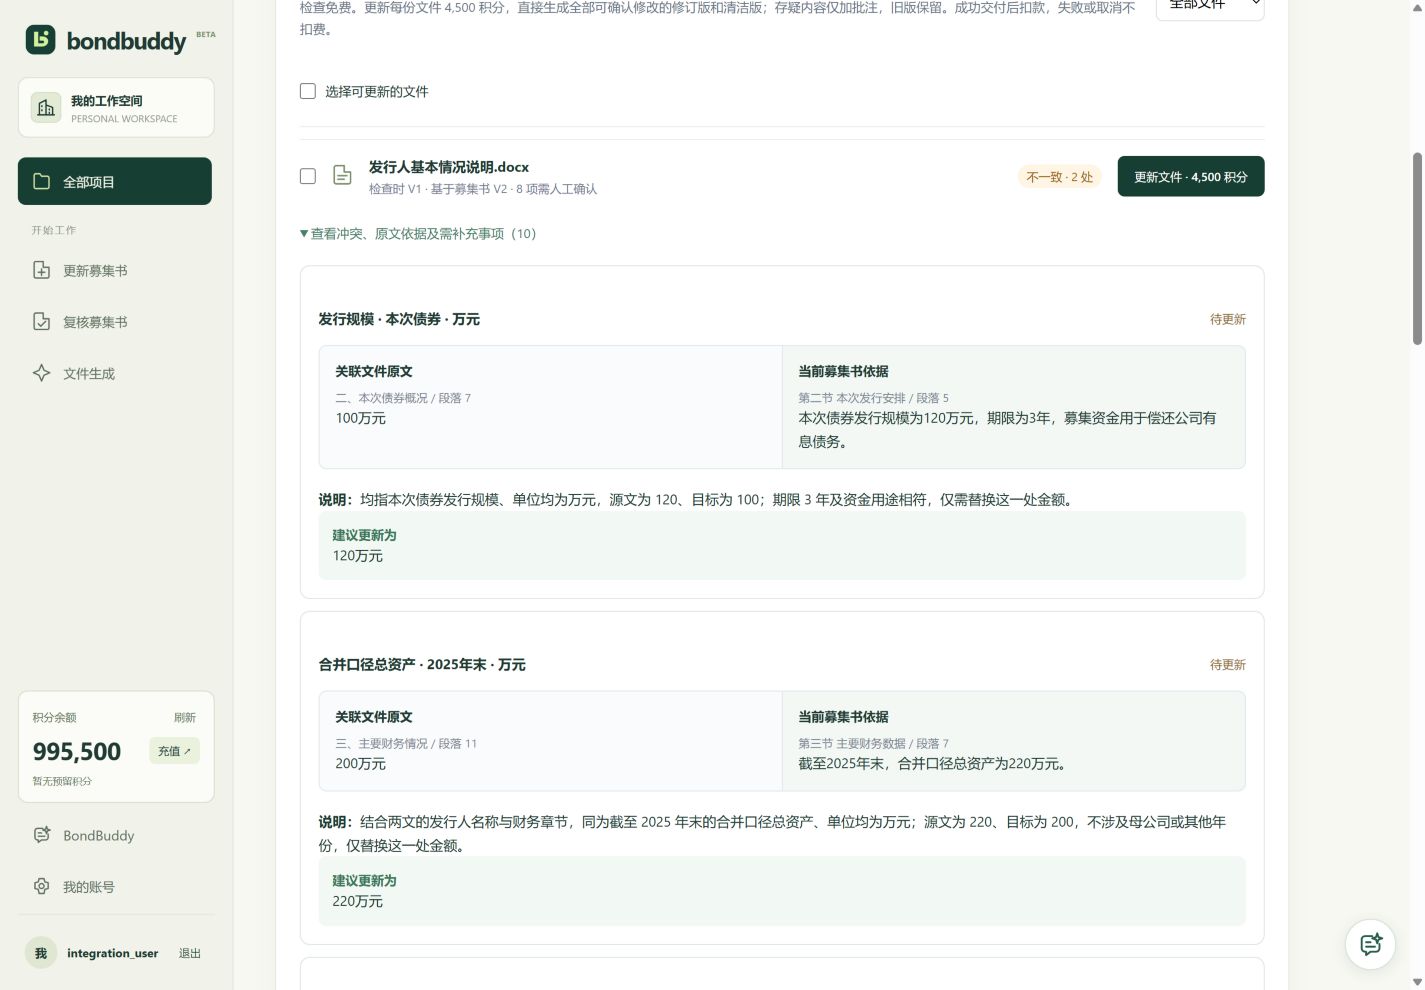 bondbuddy BETA
我的工作空间
PERSONAL WORKSPACE
全部项目
开始工作
更新募集书
复核募集书
文件生成
积分余额
刷新
995,500
充值 ↗
暂无预留积分
BondBuddy
我的账号
我
integration_user
退出
检查免费。更新每份文件 4,500 积分，直接生成全部可确认修改的修订版和清洁版；存疑内容仅加批注，旧版保留。成功交付后扣款，失败或取消不
扣费。
全部文件
选择可更新的文件
发行人基本情况说明.docx
检查时 V1 · 基于募集书 V2 · 8 项需人工确认
不一致 · 2 处
更新文件 · 4,500 积分
▼查看冲突、原文依据及需补充事项（10）
发行规模 · 本次债券 · 万元
待更新
关联文件原文
二、本次债券概况 / 段落 7
100万元
当前募集书依据
第二节 本次发行安排 / 段落 5
本次债券发行规模为120万元，期限为3年，募集资金用于偿还公司有
息债务。
说明：均指本次债券发行规模、单位均为万元，源文为 120、目标为 100；期限 3 年及资金用途相符，仅需替换这一处金额。
建议更新为
120万元
合并口径总资产 · 2025年末 · 万元
待更新
关联文件原文
三、主要财务情况 / 段落 11
200万元
当前募集书依据
第三节 主要财务数据 / 段落 7
截至2025年末，合并口径总资产为220万元。
说明：结合两文的发行人名称与财务章节，同为截至 2025 年末的合并口径总资产、单位均为万元；源文为 220、目标为 200，不涉及母公司或其他年
份，仅替换这一处金额。
建议更新为
220万元